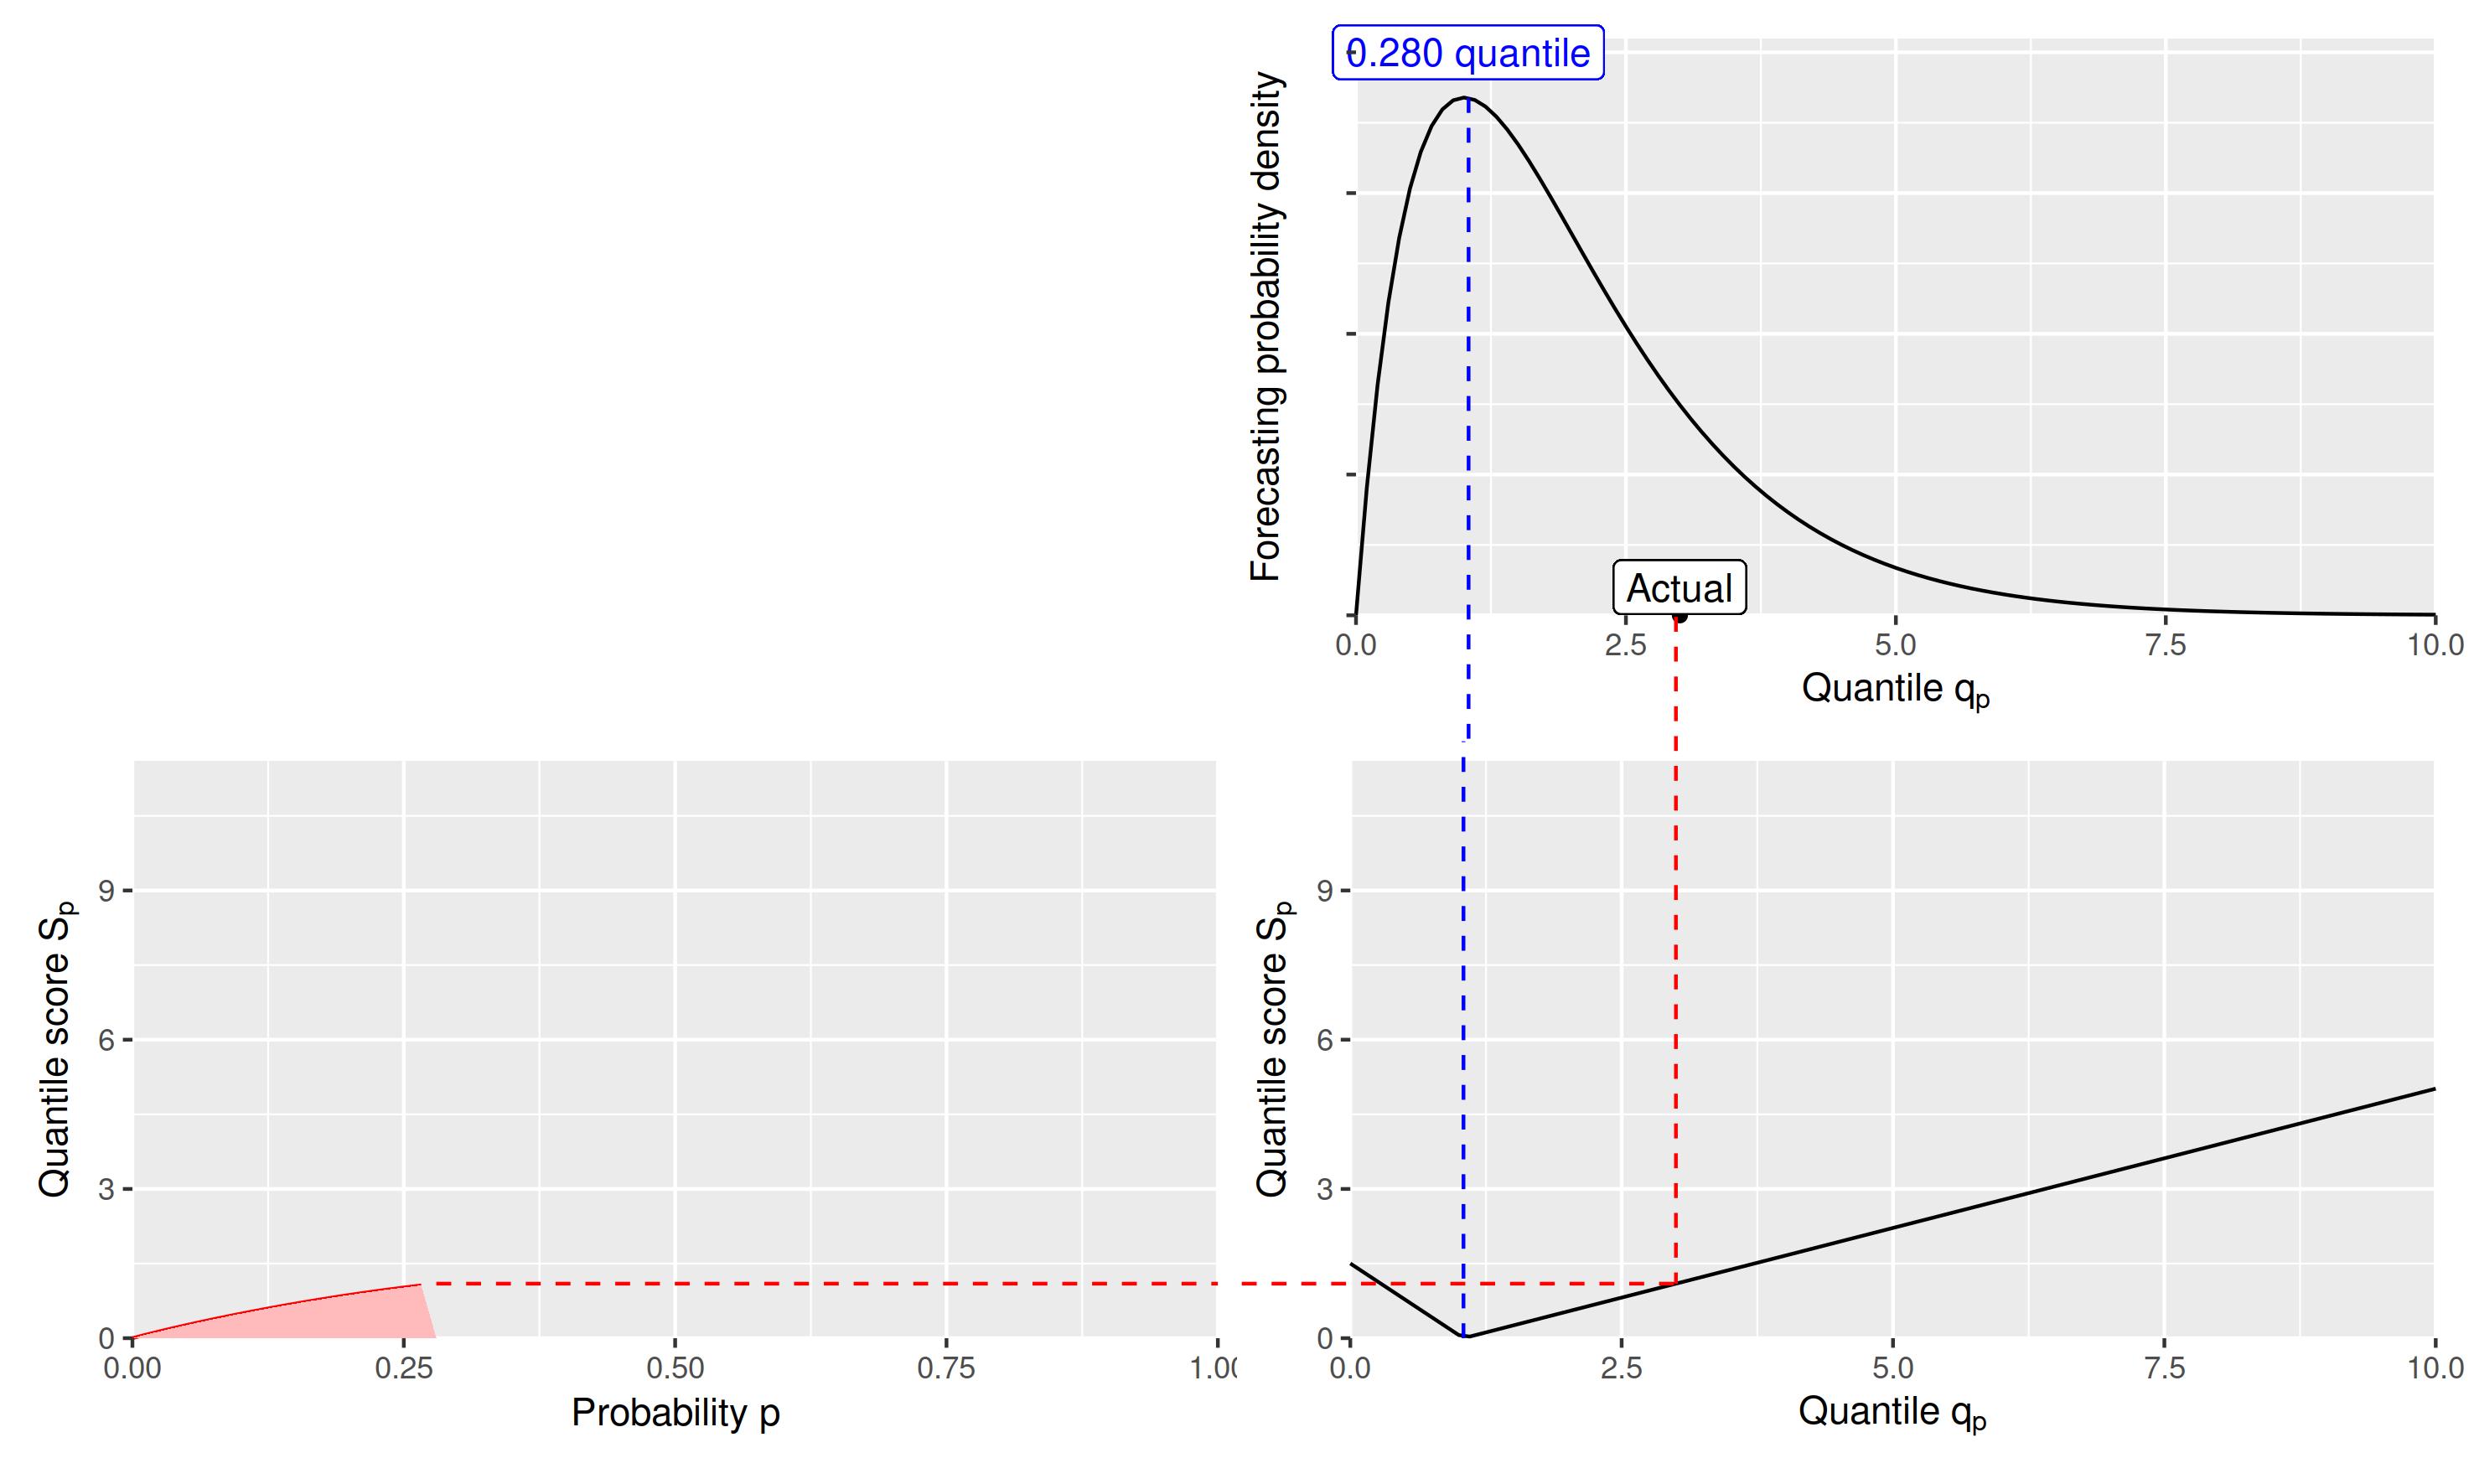 0.280 quantile
Forecasting probability density
Actual
0.0 2.5 5.0 7.5 10.0
Quantile qp
Quantile score Sp
9
6
3
0
0.00 0.25 0.50 0.75 1.0
Probability p
Quantile score Sp
9
6
3
0
0.0 2.5 5.0 7.5 10.0
Quantile qp